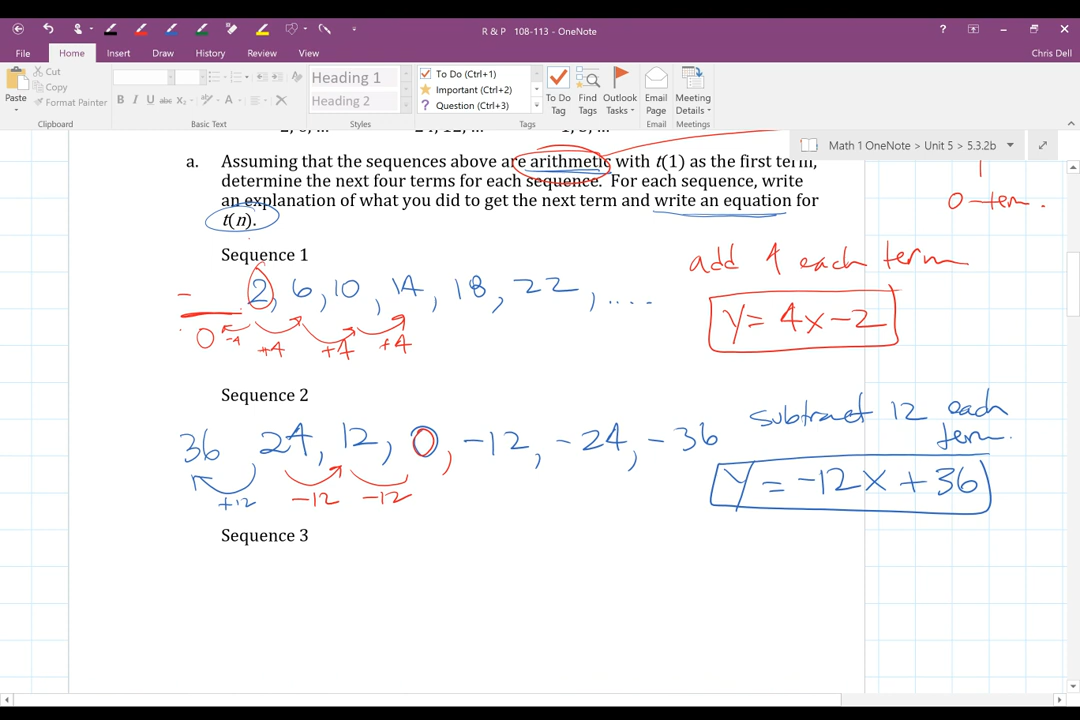 R & P 108-113 - OneNote
File Home Insert Draw History Review View
Chris Dell
Paste
Cut
Copy
Format Painter
Clipboard
B I U abc X₂ A
Basic Text
Heading 1
Heading 2
Styles
To Do (Ctrl+1)
Important (Ctrl+2)
Question (Ctrl+3)
To Do Tag
Find Tags
Outlook Tasks
Tags
Email Page
Email
Meeting Details
Meetings
Math 1 OneNote > Unit 5 > 5.3.2b
0-term.
a. Assuming that the sequences above are arithmetic with t(1) as the first term,
determine the next four terms for each sequence. For each sequence, write
an explanation of what you did to get the next term and write an equation for
t(n).
Sequence 1
2, 6, 10, 14, 18, 22, ....
0 -4 +4 +4 +4
add 4 each term
y = 4x - 2
Sequence 2
36 24, 12, 0, -12, -24, -36
+12 -12 -12
subtract 12 each
term.
y = -12x + 36
Sequence 3